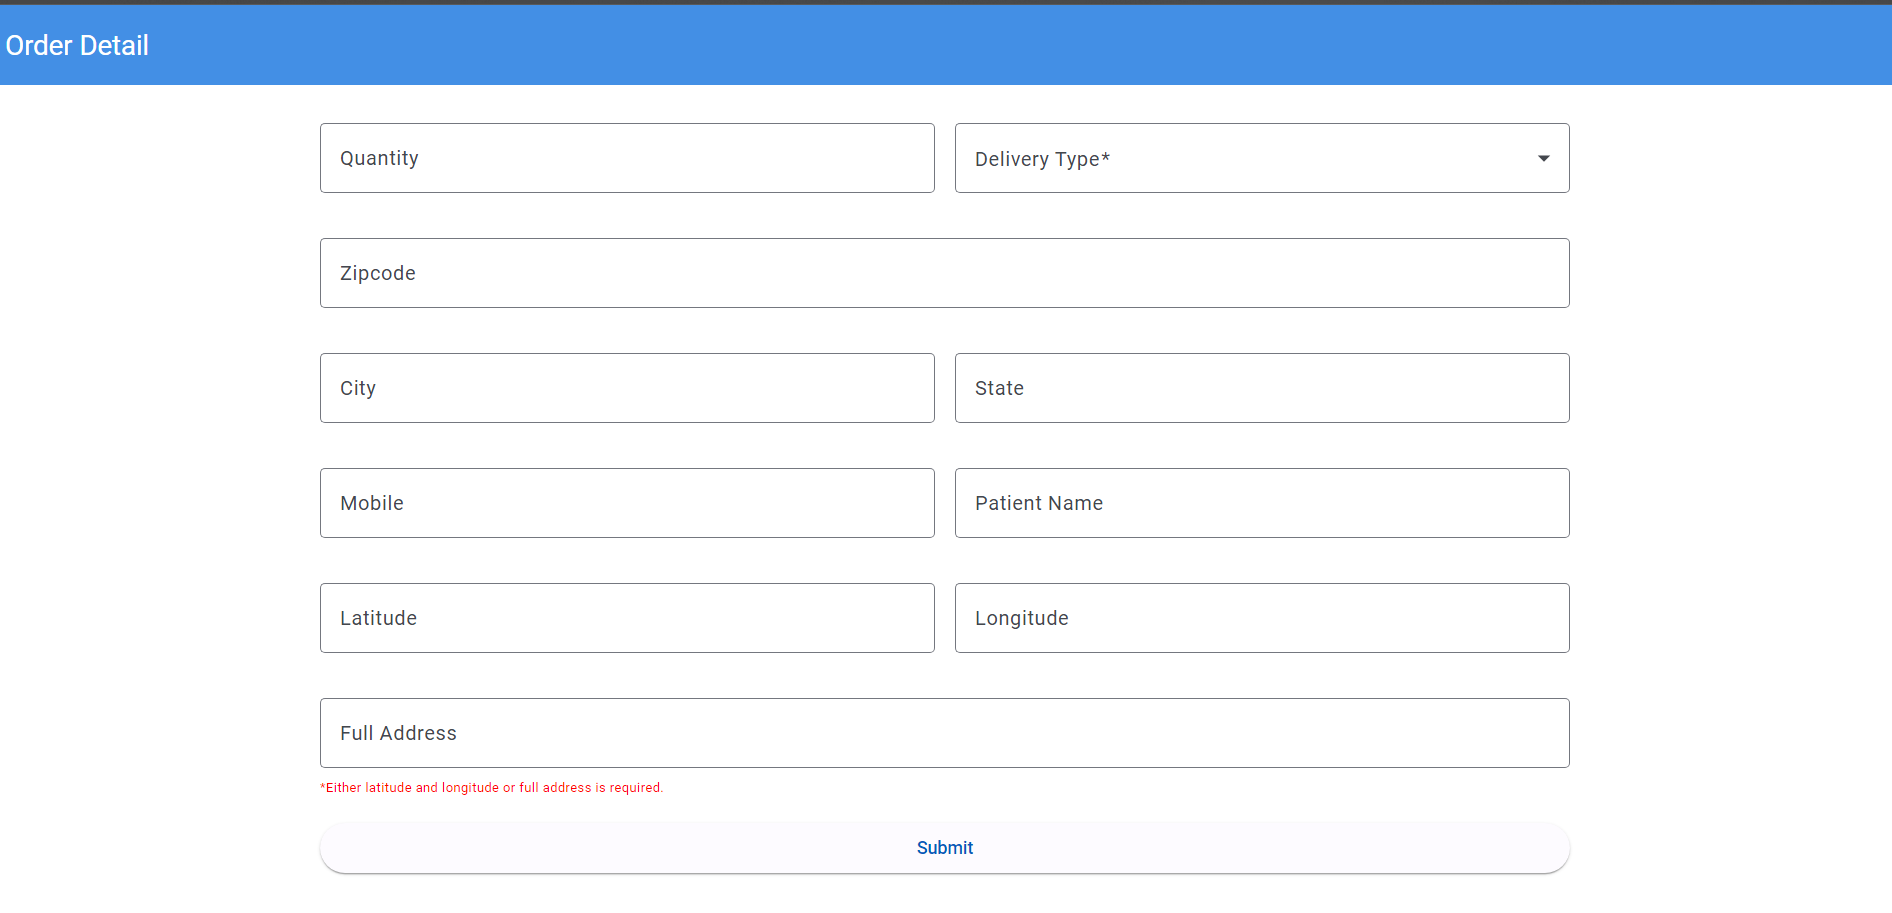 Order Detail
Quantity
Delivery Type*
Zipcode
City
State
Mobile
Patient Name
Latitude
Longitude
Full Address
*Either latitude and longitude or full address is required.
Submit